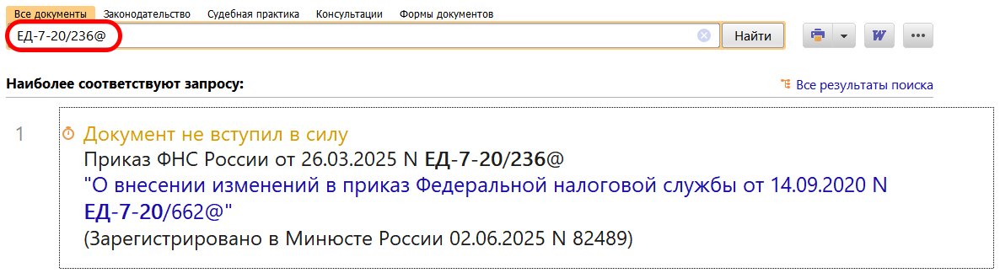 Все документы Законодательство Судебная практика Консультации Формы документов
ЕД-7-20/236@ Найти W
Наиболее соответствуют запросу: Все результаты поиска
1 Документ не вступил в силу
Приказ ФНС России от 26.03.2025 N ЕД-7-20/236@
"О внесении изменений в приказ Федеральной налоговой службы от 14.09.2020 N
ЕД-7-20/662@"
(Зарегистрировано в Минюсте России 02.06.2025 N 82489)